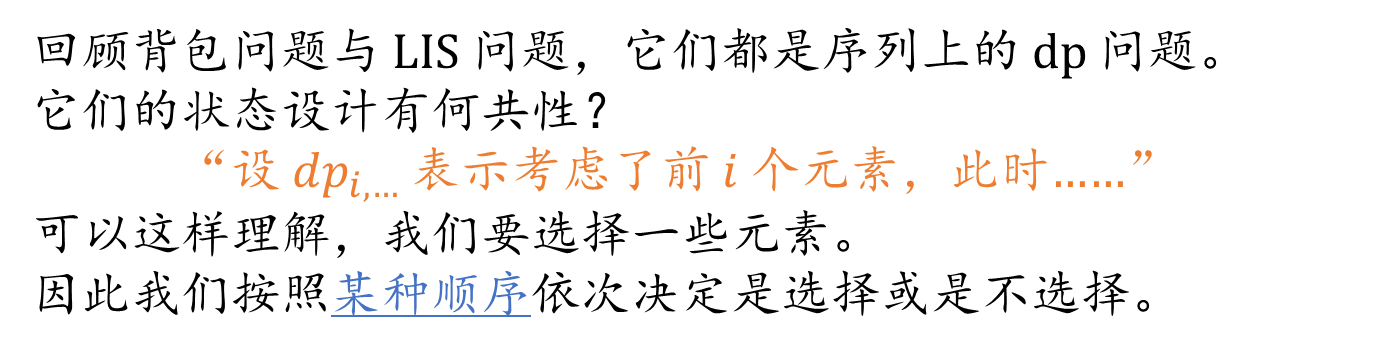 回顾背包问题与 LIS 问题，它们都是序列上的 dp 问题。
它们的状态设计有何共性？
“设 dp_{i,…} 表示考虑了前 i 个元素，此时……”
可以这样理解，我们要选择一些元素。
因此我们按照某种顺序依次决定是选择或是不选择。